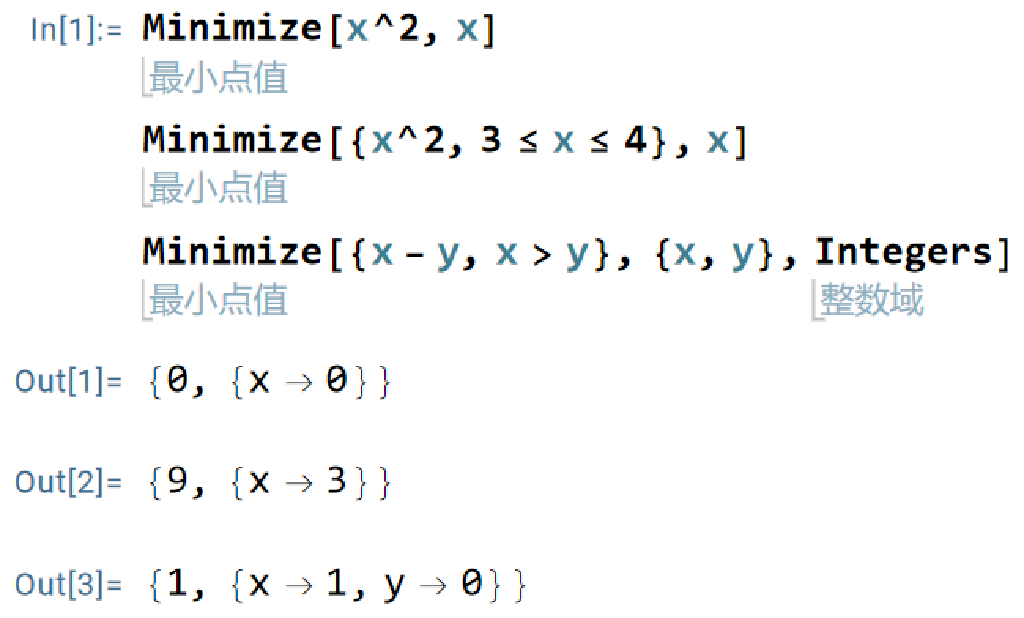 In[1]:= Minimize[x^2, x]
最小点值
Minimize[{x^2, 3 ≤ x ≤ 4}, x]
最小点值
Minimize[{x - y, x > y}, {x, y}, Integers]
最小点值 整数域
Out[1]= {0, {x → 0}}
Out[2]= {9, {x → 3}}
Out[3]= {1, {x → 1, y → 0}}